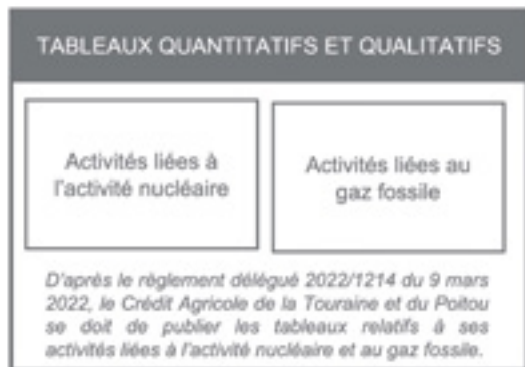 TABLEAUX QUANTITATIFS ET QUALITATIFS
Activités liées à
l'activité nucléaire
Activités liées au
gaz fossile
D'après le règlement délégué 2022/1214 du 9 mars
2022, le Crédit Agricole de la Touraine et du Poitou
se doit de publier les tableaux relatifs à ses
activités liées à l'activité nucléaire et au gaz fossile.